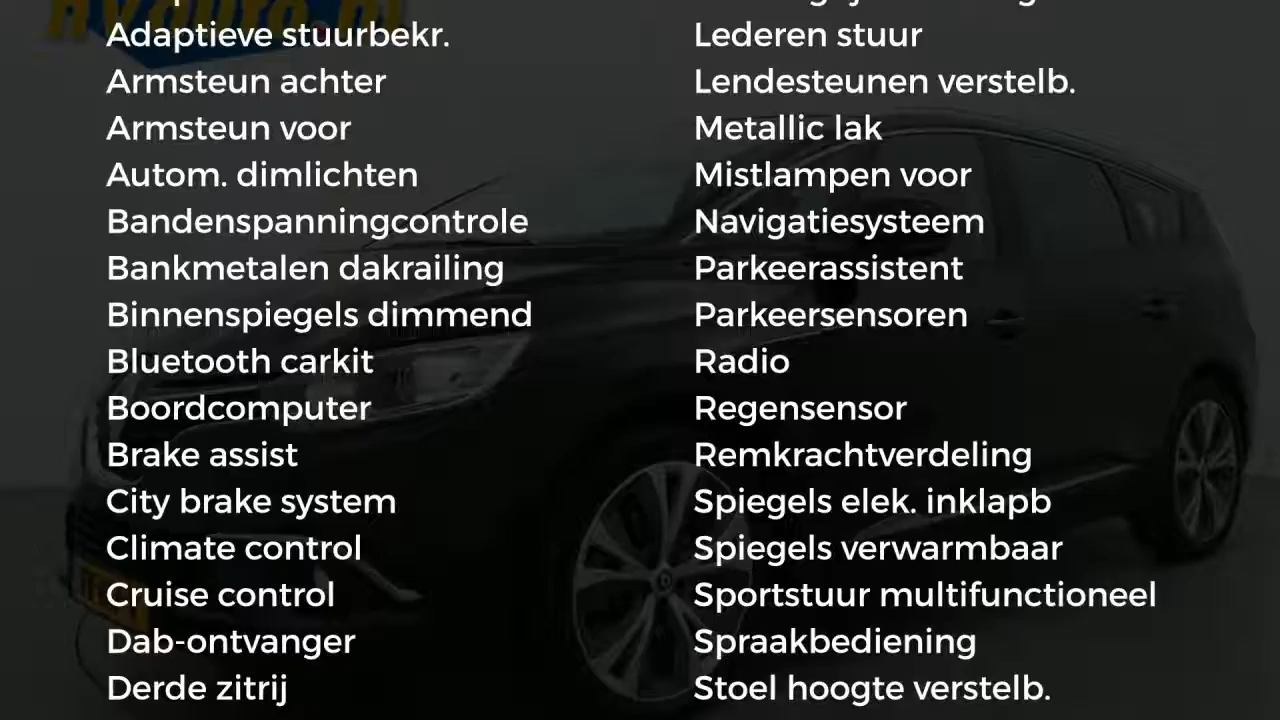 Adaptieve stuurbekr.
Armsteun achter
Armsteun voor
Autom. dimlichten
Bandenspanningcontrole
Bankmetalen dakrailing
Binnenspiegels dimmend
Bluetooth carkit
Boordcomputer
Brake assist
City brake system
Climate control
Cruise control
Dab-ontvanger
Derde zitrij
Lederen stuur
Lendesteunen verstelb.
Metallic lak
Mistlampen voor
Navigatiesysteem
Parkeerassistent
Parkeersensoren
Radio
Regensensor
Remkrachtverdeling
Spiegels elek. inklapb
Spiegels verwarmbaar
Sportstuur multifunctioneel
Spraakbediening
Stoel hoogte verstelb.